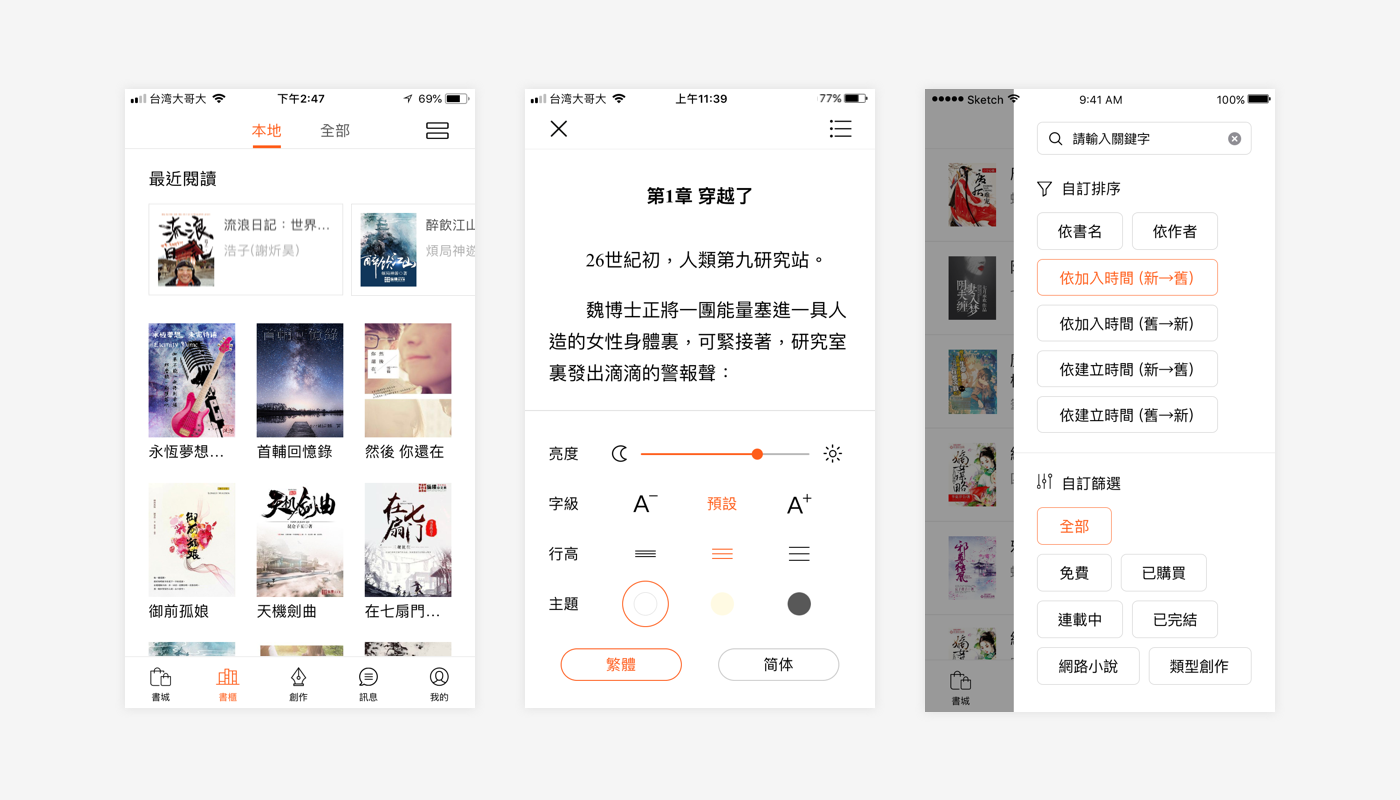 台湾大哥大
下午2:47
69%
本地
全部
最近閱讀
流浪日記：世界...
浩子(謝炘昊)
醉飲江山
煩局神遊
永恆夢想...
首輔回憶錄
然後 你還在
御前孤娘
天機劍曲
在七扇門...
書城
書櫃
創作
訊息
我的
台湾大哥大
上午11:39
77%
第1章 穿越了
26世紀初，人類第九研究站。
魏博士正將一團能量塞進一具人
造的女性身體裏，可緊接著，研究室
裏發出滴滴的警報聲：
亮度
字級
A−
預設
A+
行高
主題
繁體
简体
Sketch
9:41 AM
100%
書城
請輸入關鍵字
自訂排序
依書名
依作者
依加入時間 (新→舊)
依加入時間 (舊→新)
依建立時間 (新→舊)
依建立時間 (舊→新)
自訂篩選
全部
免費
已購買
連載中
已完結
網路小說
類型創作